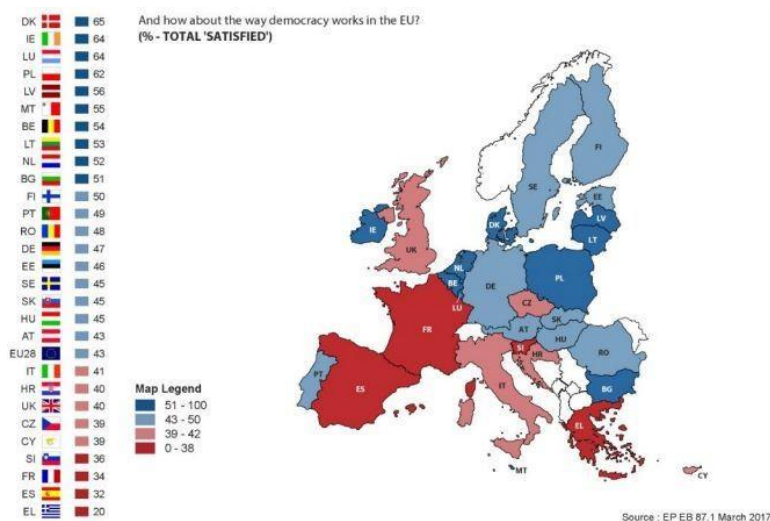 And how about the way democracy works in the EU?
(% - TOTAL 'SATISFIED')
DK 65
IE 64
LU 64
PL 62
LV 56
MT 55
BE 54
LT 53
NL 52
BG 51
FI 50
PT 49
RO 48
DE 47
EE 46
SE 45
SK 45
HU 45
AT 43
EU28 43
IT 41
HR 40
UK 40
CZ 39
CY 39
SI 36
FR 34
ES 32
EL 20
Map Legend
51 - 100
43 - 50
39 - 42
0 - 38
FI
SE
EE
LV
LT
DK
IE
UK
NL
BE
LU
DE
PL
CZ
SK
AT
HU
FR
SI
HR
RO
PT
ES
IT
BG
EL
MT
CY
Source : EP EB 87.1 March 2017